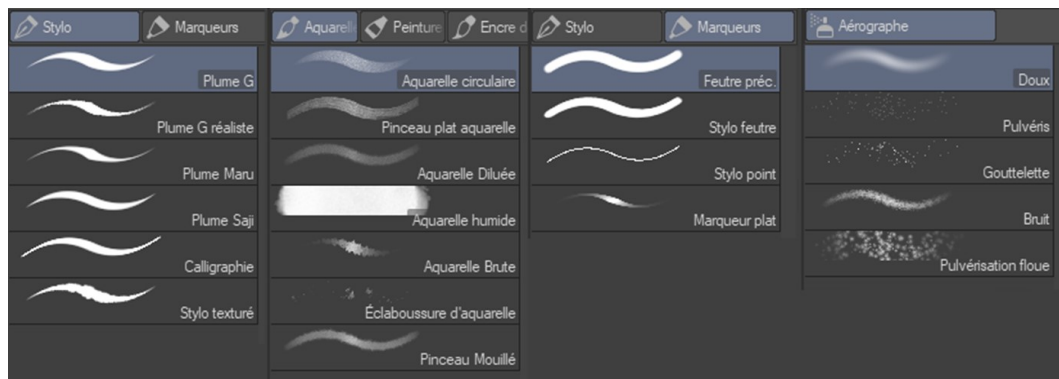 Stylo
Marqueurs
Plume G
Plume G réaliste
Plume Maru
Plume Saji
Calligraphie
Stylo texturé
Aquarell
Peinture
Encre d
Aquarelle circulaire
Pinceau plat aquarelle
Aquarelle Diluée
Aquarelle humide
Aquarelle Brute
Éclaboussure d'aquarelle
Pinceau Mouillé
Stylo
Marqueurs
Feutre préc.
Stylo feutre
Stylo point
Marqueur plat
Aérographe
Doux
Pulvéris
Gouttelette
Bruit
Pulvérisation floue